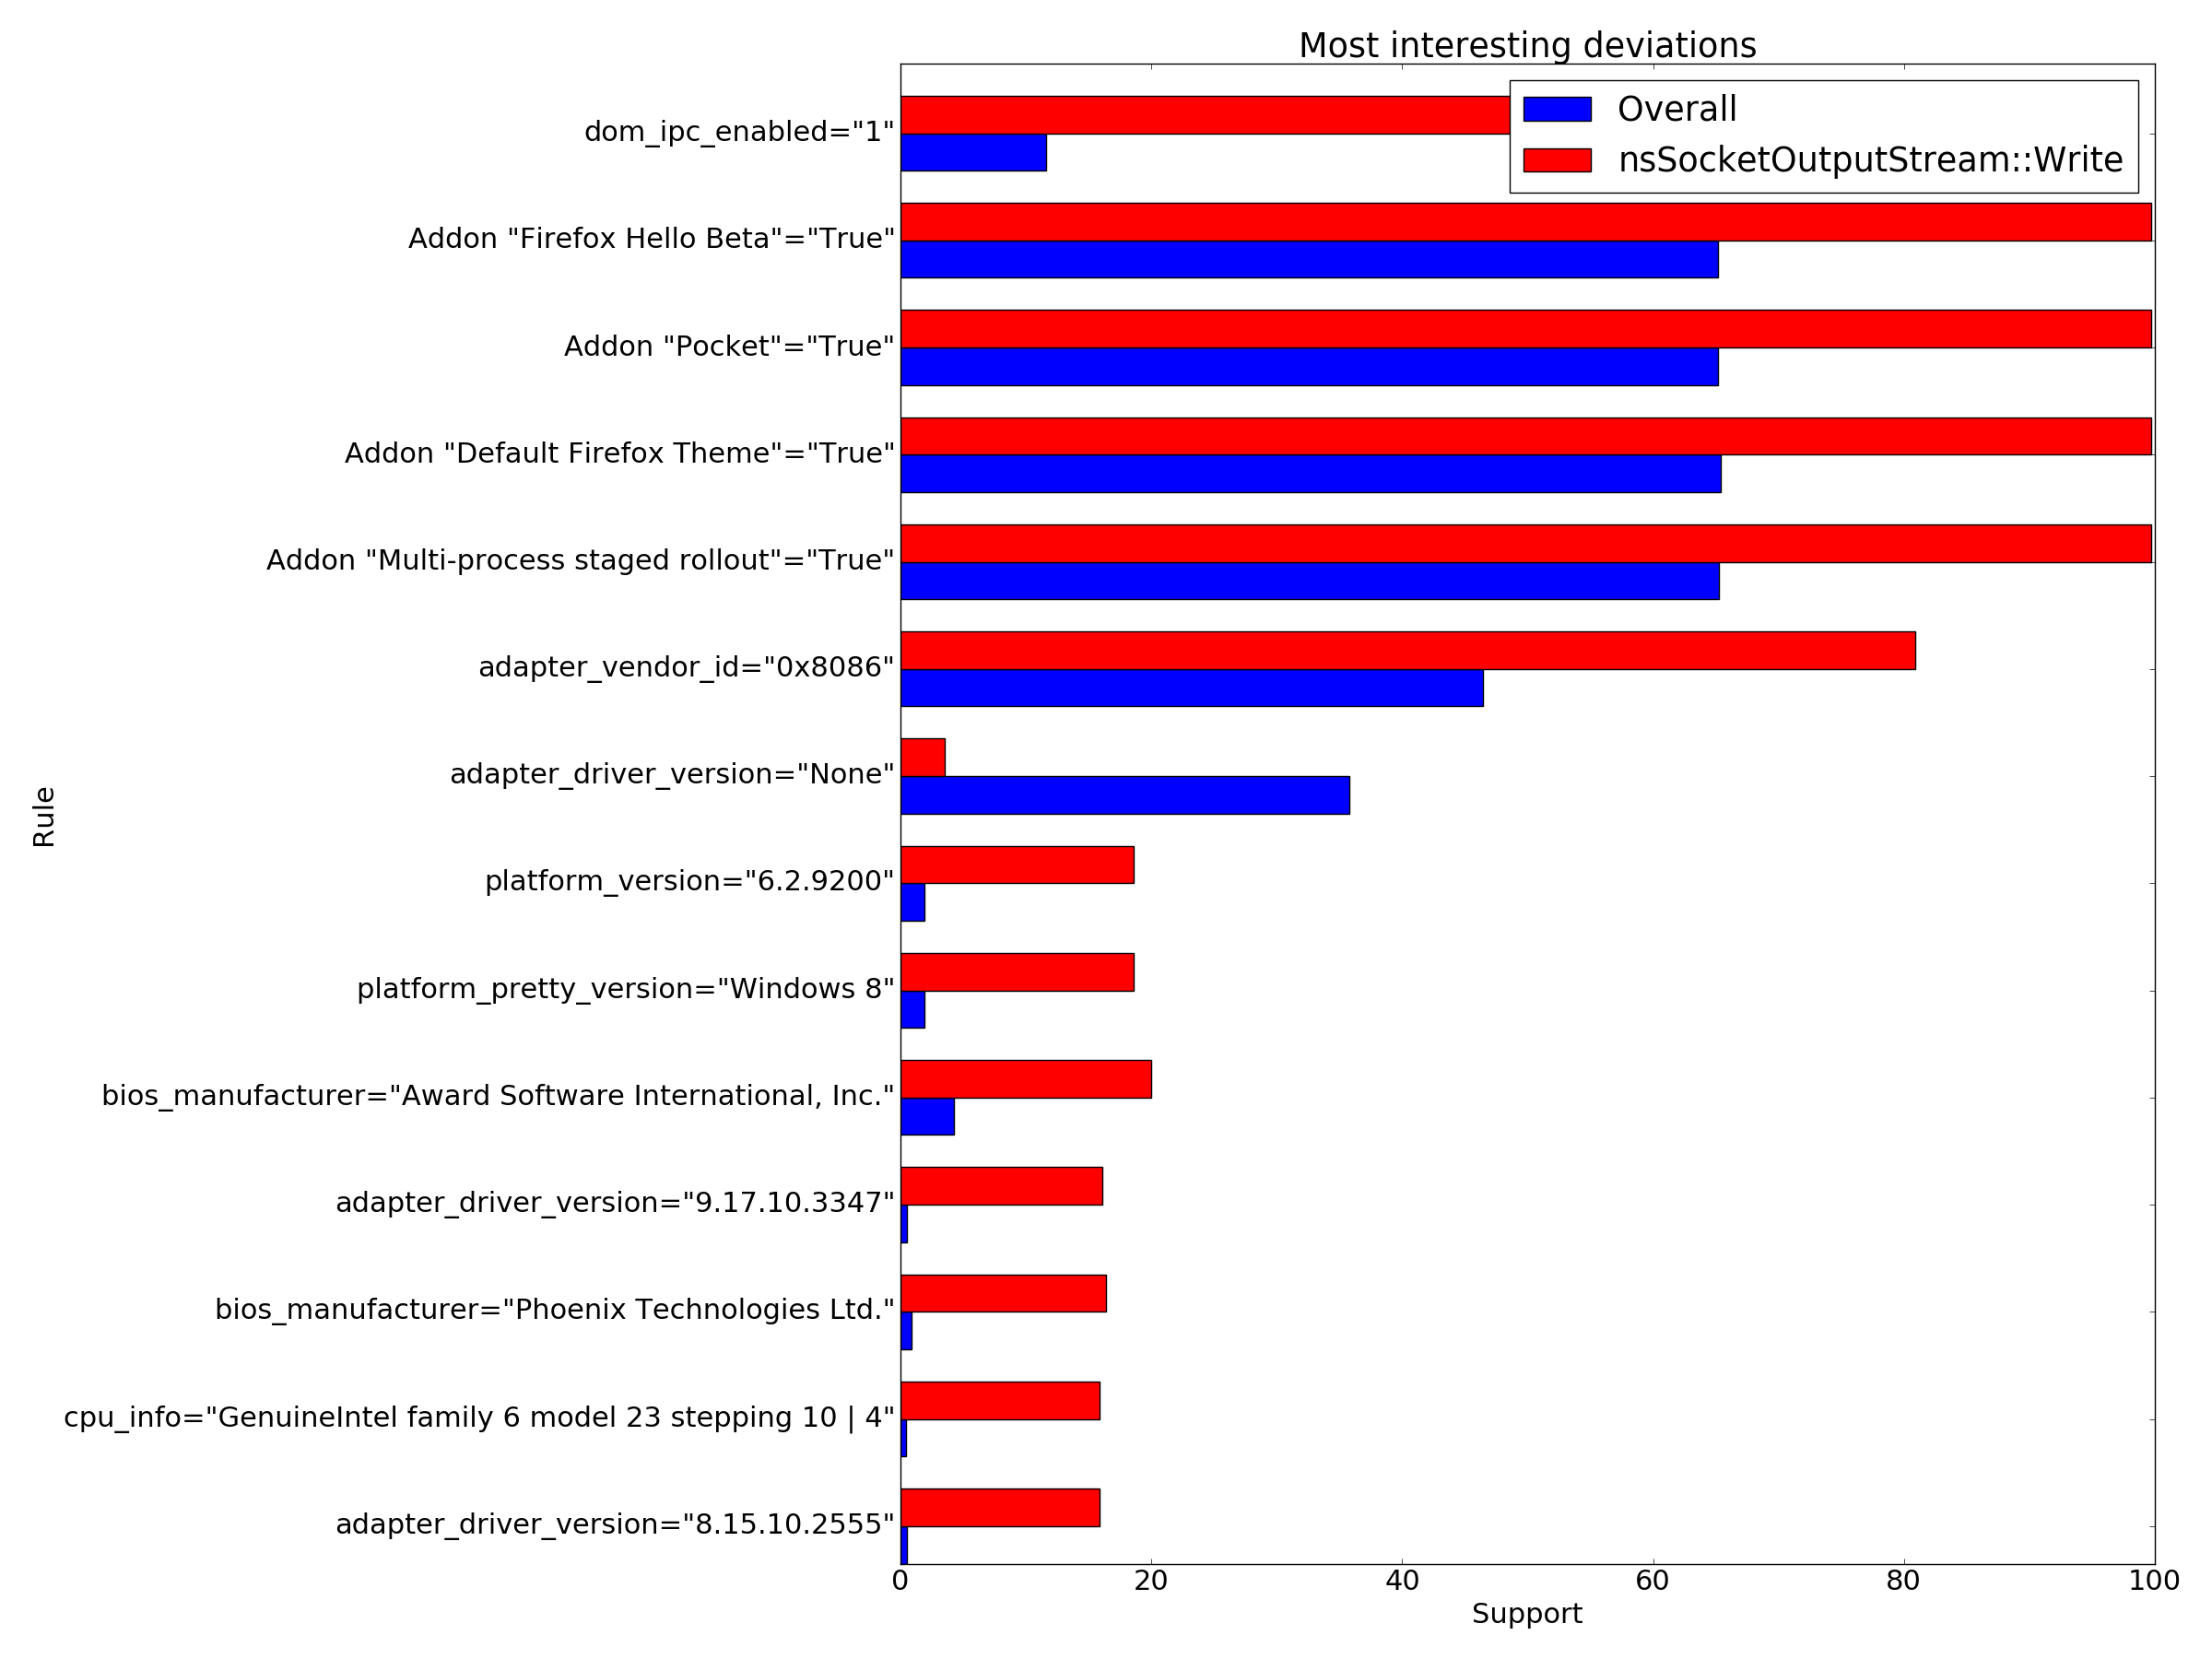 Most interesting deviations
Overall
nsSocketOutputStream::Write
dom_ipc_enabled="1"
Addon "Firefox Hello Beta"="True"
Addon "Pocket"="True"
Addon "Default Firefox Theme"="True"
Addon "Multi-process staged rollout"="True"
adapter_vendor_id="0x8086"
adapter_driver_version="None"
platform_version="6.2.9200"
platform_pretty_version="Windows 8"
bios_manufacturer="Award Software International, Inc."
adapter_driver_version="9.17.10.3347"
bios_manufacturer="Phoenix Technologies Ltd."
cpu_info="GenuineIntel family 6 model 23 stepping 10 | 4"
adapter_driver_version="8.15.10.2555"
Rule
0 20 40 60 80 100
Support